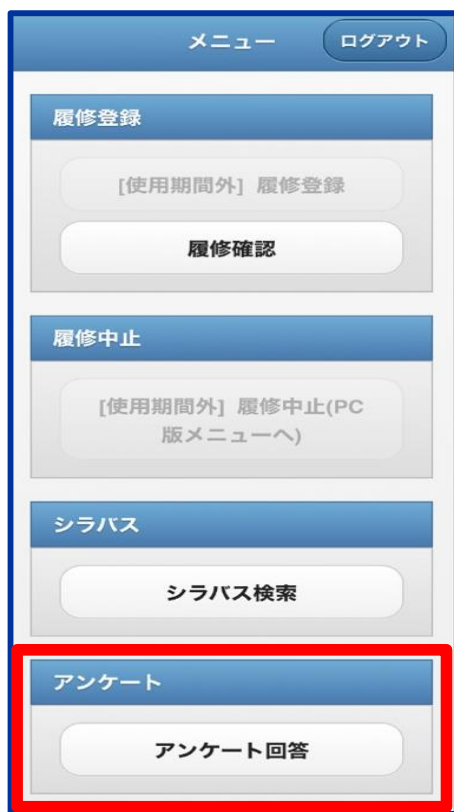 メニュー
ログアウト
履修登録
[使用期間外] 履修登録
履修確認
履修中止
[使用期間外] 履修中止(PC
版メニューへ)
シラバス
シラバス検索
アンケート
アンケート回答